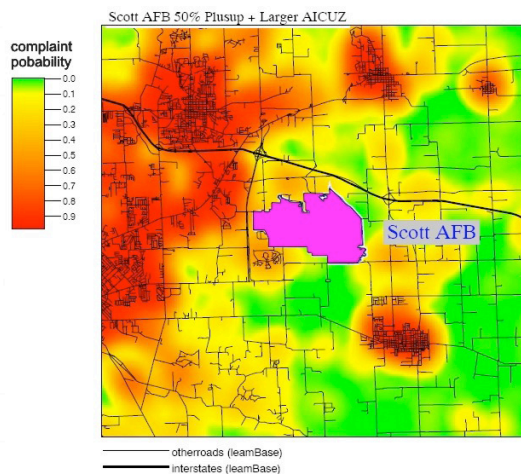 Scott AFB 50% Plusup + Larger AICUZ
complaint
pobability
0.0
0.1
0.2
0.3
0.4
0.5
0.6
0.7
0.8
0.9
Scott AFB
otherroads (leamBase)
interstates (leamBase)